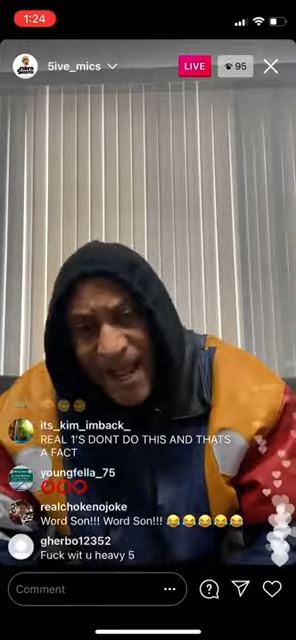 1:24
5ive_mics
LIVE
95
its_kim_imback_
REAL 1'S DONT DO THIS AND THATS
A FACT
youngfella_75
⭕⭕⭕
realchokenojoke
Word Son!!! Word Son!!! 😂😂😂😂😂
gherbo12352
Fuck wit u heavy 5
Comment